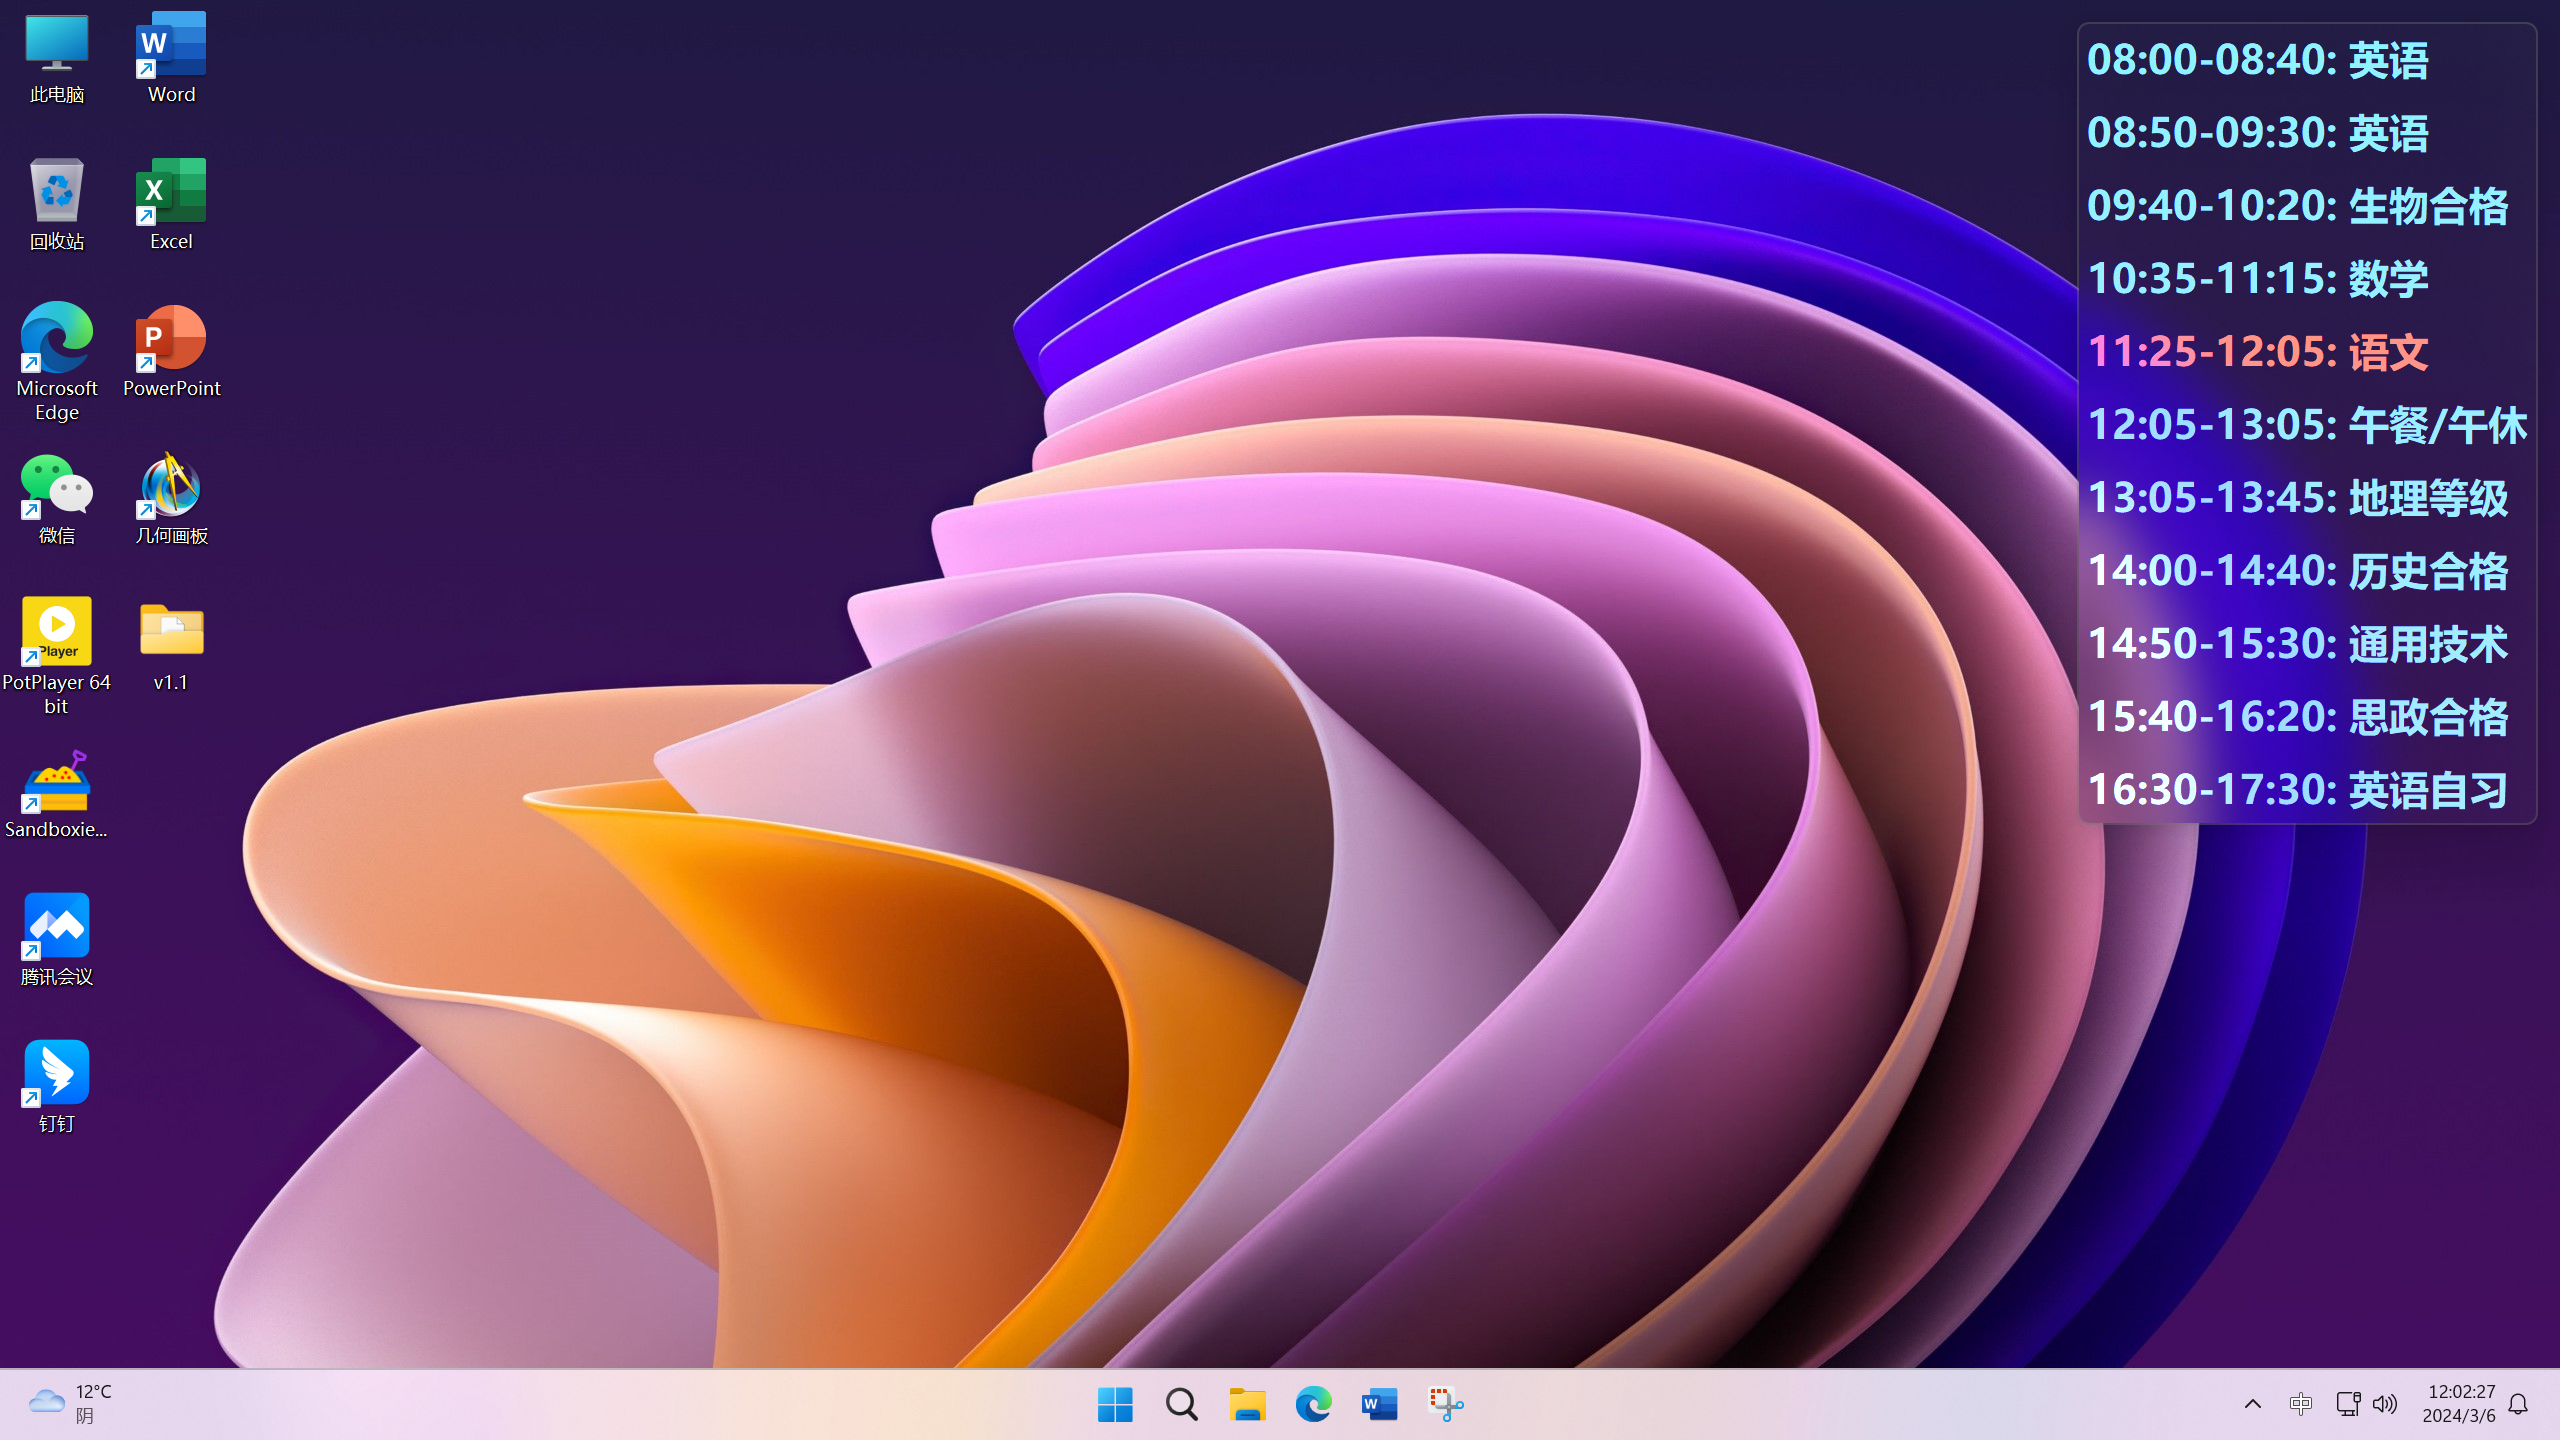 此电脑
Word
回收站
Excel
Microsoft
Edge
PowerPoint
微信
几何画板
Player
PotPlayer 64
bit
v1.1
Sandboxie...
腾讯会议
钉钉
08:00-08:40: 英语
08:50-09:30: 英语
09:40-10:20: 生物合格
10:35-11:15: 数学
11:25-12:05: 语文
12:05-13:05: 午餐/午休
13:05-13:45: 地理等级
14:00-14:40: 历史合格
14:50-15:30: 通用技术
15:40-16:20: 思政合格
16:30-17:30: 英语自习
12°C
阴
中
12:02:27
2024/3/6